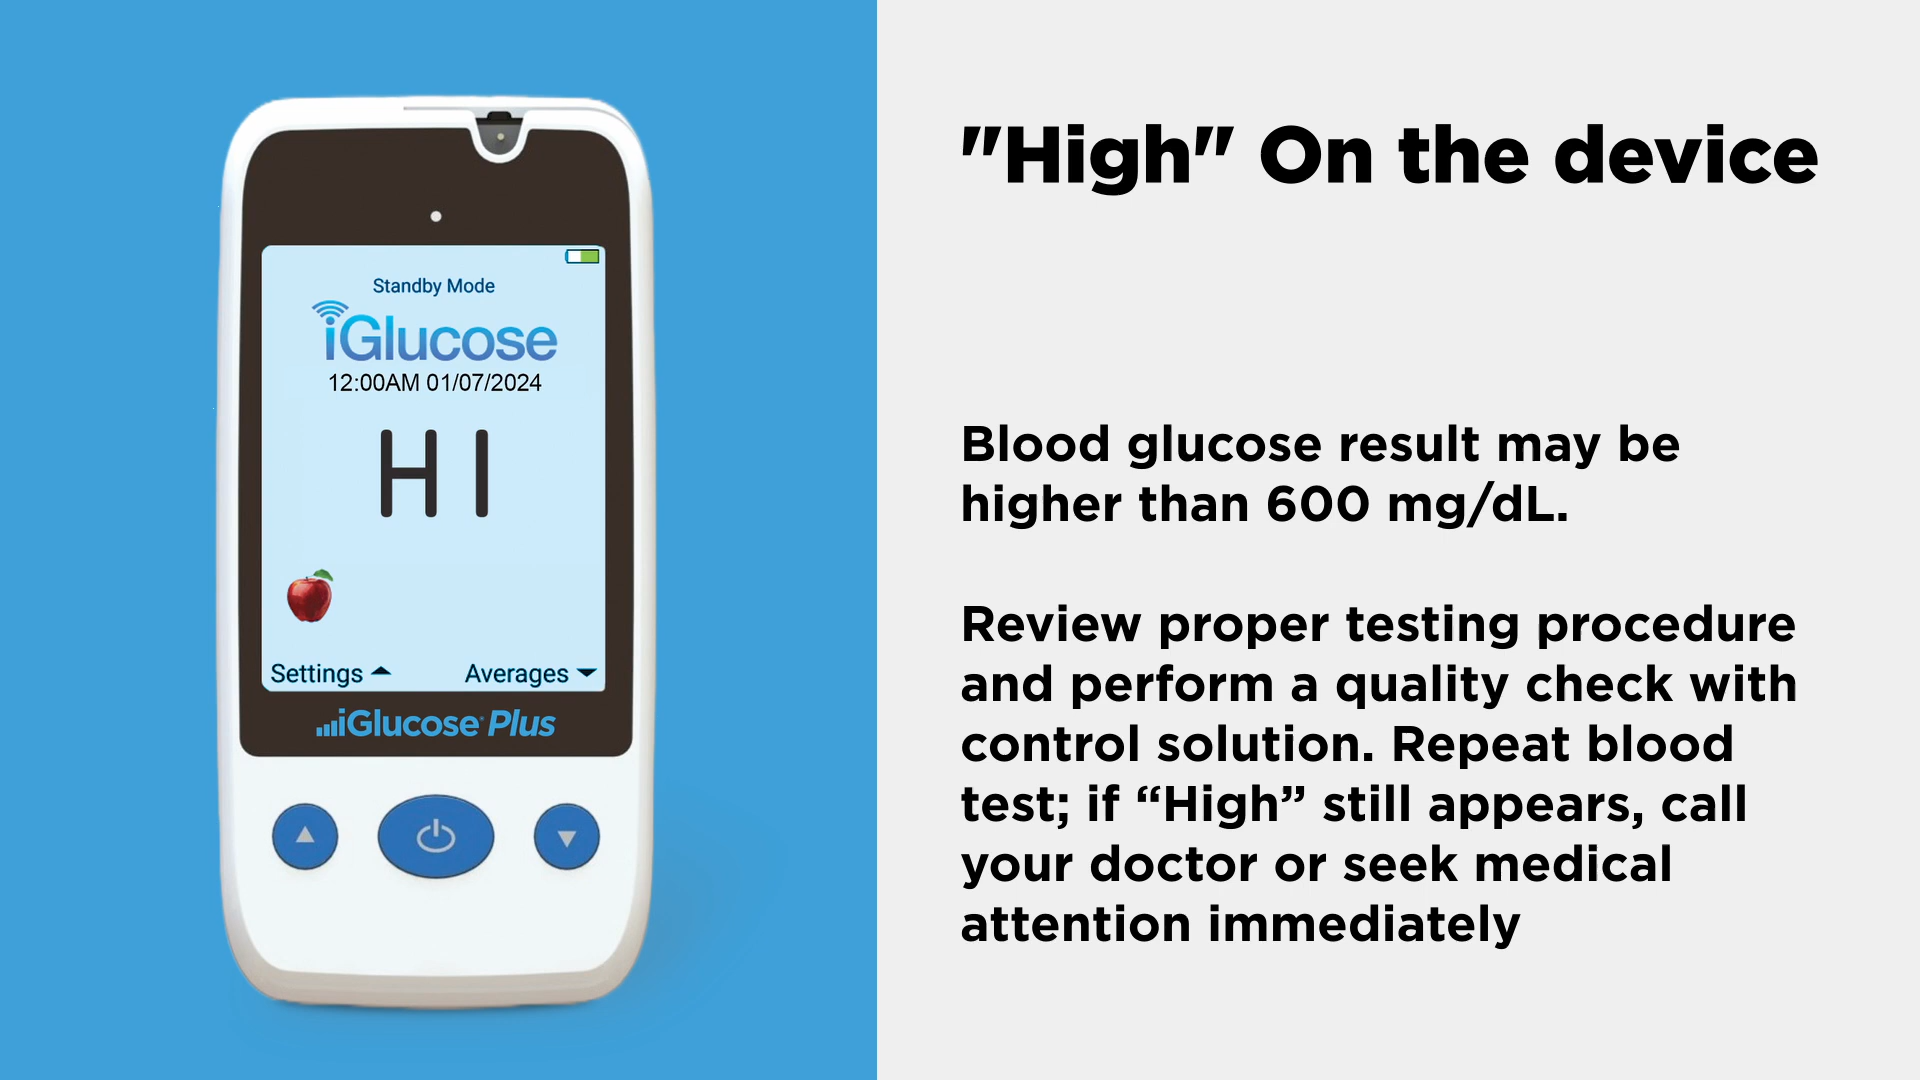 "High" On the device
Standby Mode
iGlucose
12:00AM 01/07/2024
HI
Settings
Averages
iGlucose Plus
Blood glucose result may be
higher than 600 mg/dL.
Review proper testing procedure
and perform a quality check with
control solution. Repeat blood
test; if “High” still appears, call
your doctor or seek medical
attention immediately